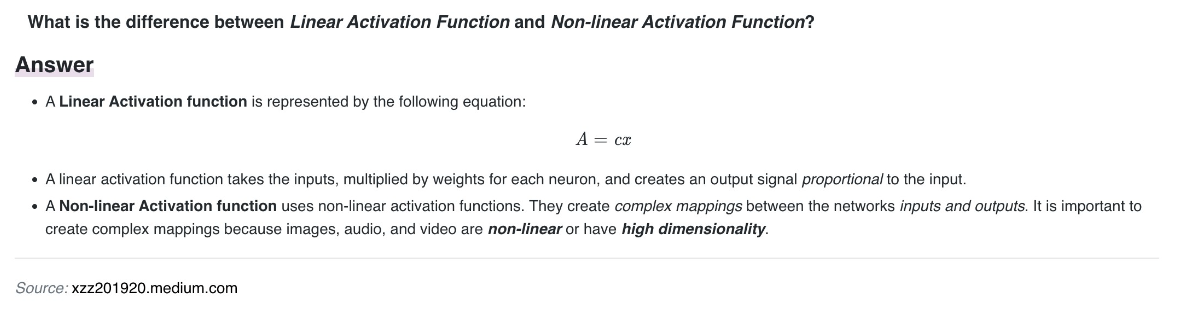 What is the difference between Linear Activation Function and Non-linear Activation Function?
Answer
• A Linear Activation function is represented by the following equation:
A = cx
• A linear activation function takes the inputs, multiplied by weights for each neuron, and creates an output signal proportional to the input.
• A Non-linear Activation function uses non-linear activation functions. They create complex mappings between the networks inputs and outputs. It is important to
create complex mappings because images, audio, and video are non-linear or have high dimensionality.
Source: xzz201920.medium.com